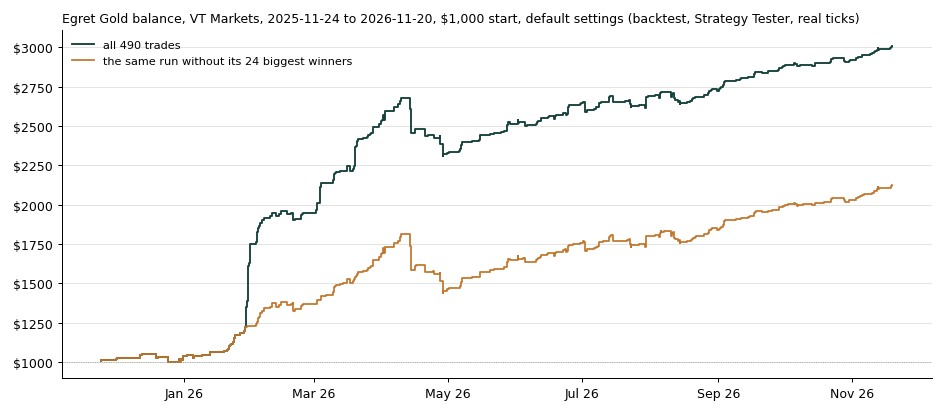 Egret Gold balance, VT Markets, 2025-11-24 to 2026-11-20, $1,000 start, default settings (backtest, Strategy Tester, real ticks)
all 490 trades
the same run without its 24 biggest winners
$3000
$2750
$2500
$2250
$2000
$1750
$1500
$1250
$1000
Jan 26
Mar 26
May 26
Jul 26
Sep 26
Nov 26